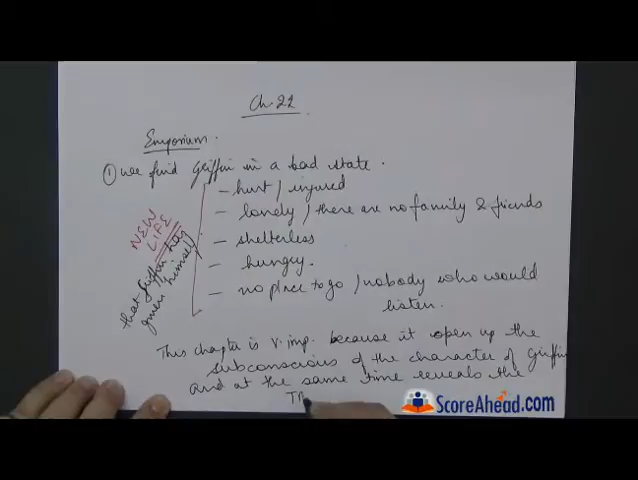 Ch-22
Emporium.
① we find Griffin in a bad state.
- hurt / injured
- lonely / there are no family & friends
- shelterless
- hungry.
- no place to go / nobody who would
listen.
NEW
LIFE
that Griffin has
given himself
This chapter is v.imp. because it open up the
subconscious of the character of Griffin
and at the same time reveals the
ScoreAhead.com